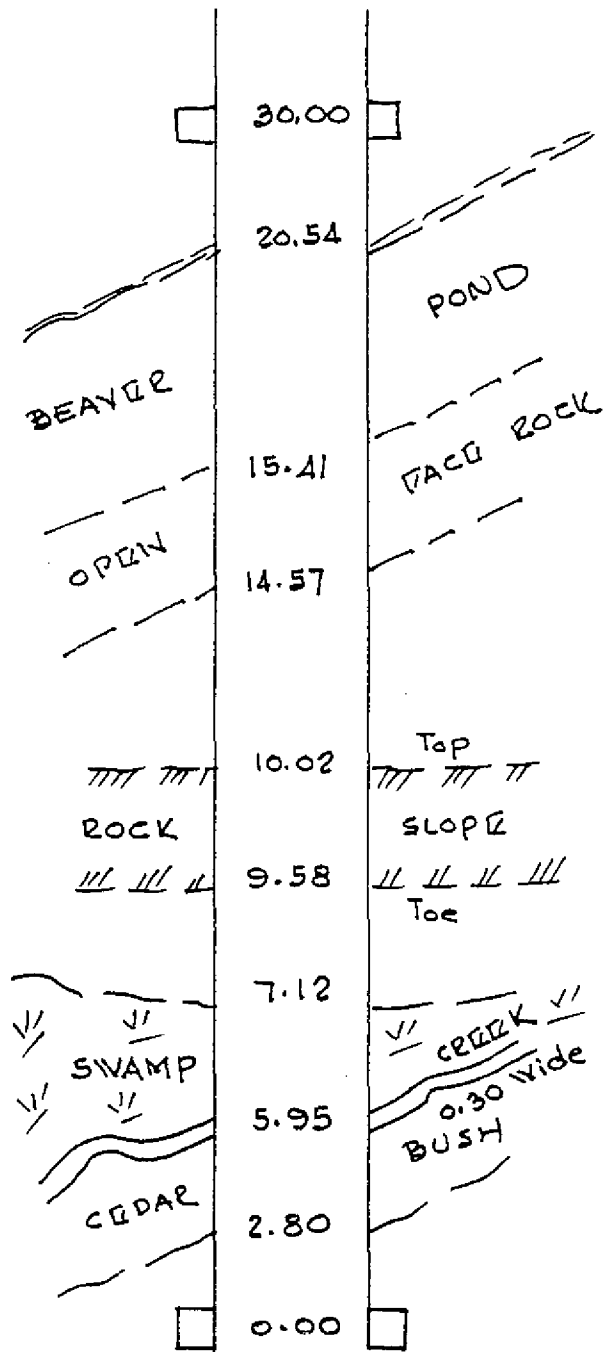 30.00
20.54
POND
BEAVER
FACE ROCK
15.41
OPEN
14.57
Top
10.02
ROCK
SLOPE
9.58
Toe
7.12
CREEK
SWAMP
0.30 Wide
5.95
BUSH
CEDAR
2.80
0.00